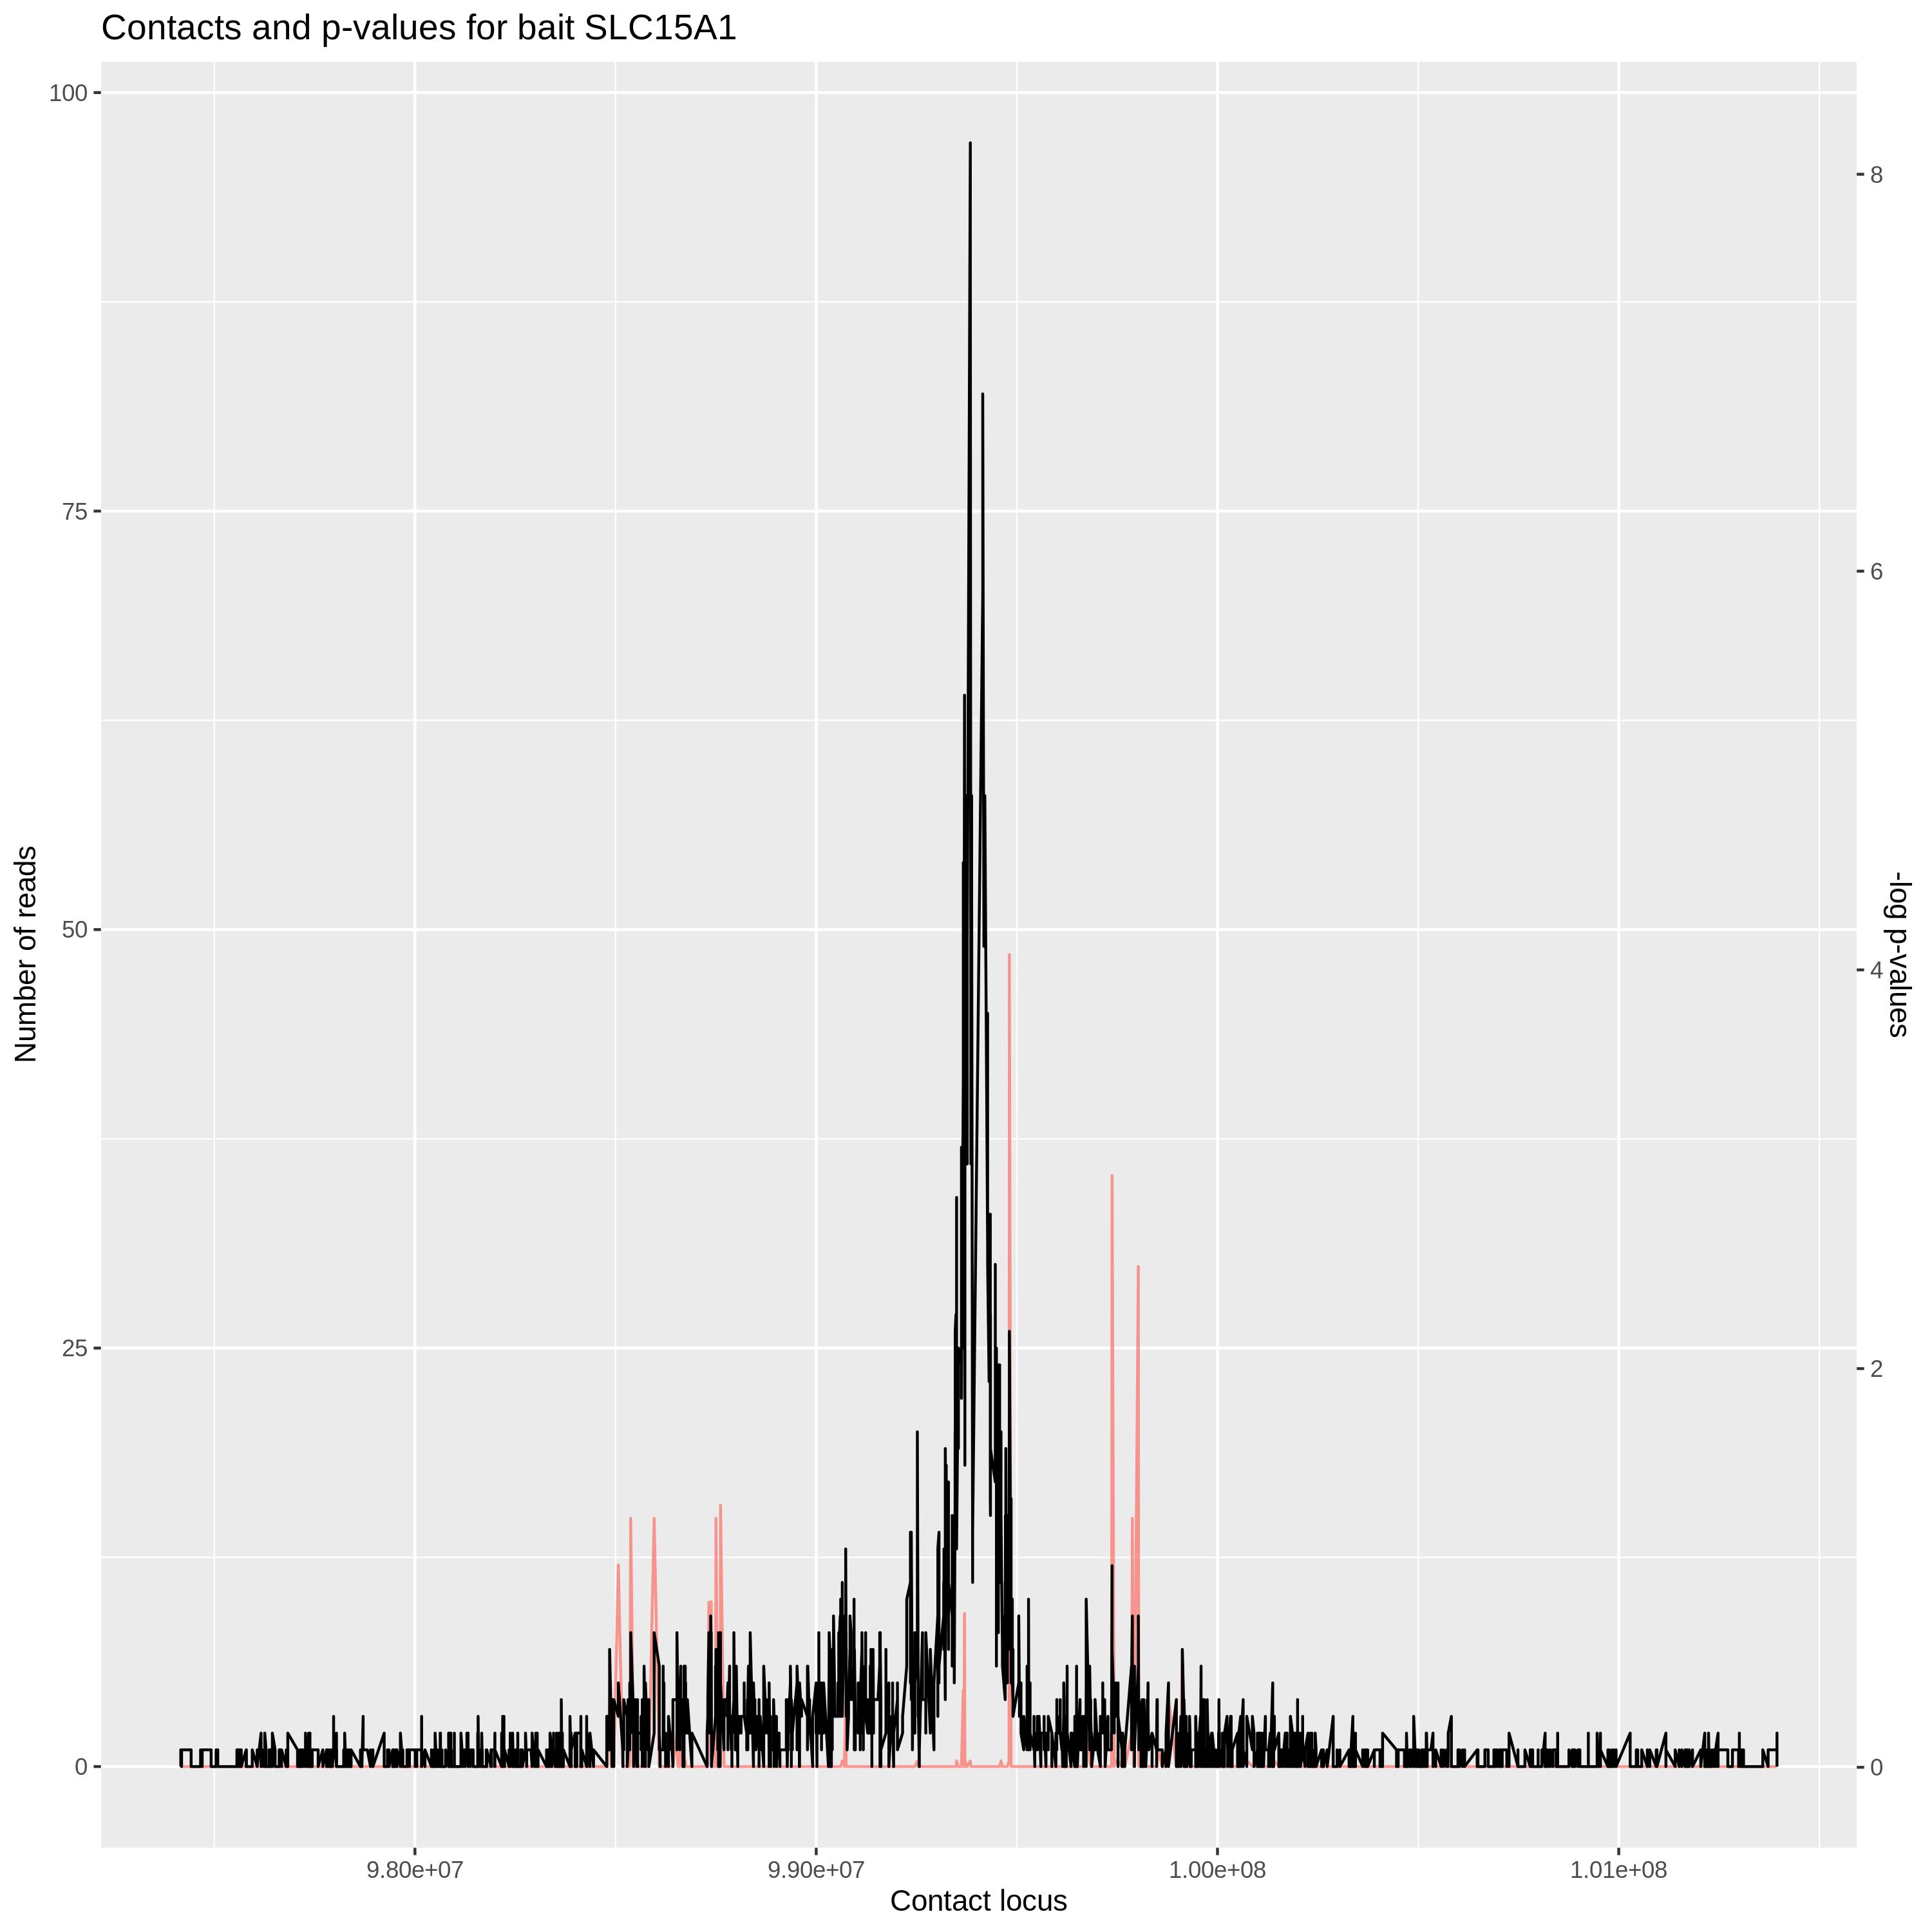 Contacts and p-values for bait SLC15A1
100
75
50
25
0
Number of reads
8
6
4
2
0
-log p-values
9.80e+07
9.90e+07
1.00e+08
1.01e+08
Contact locus